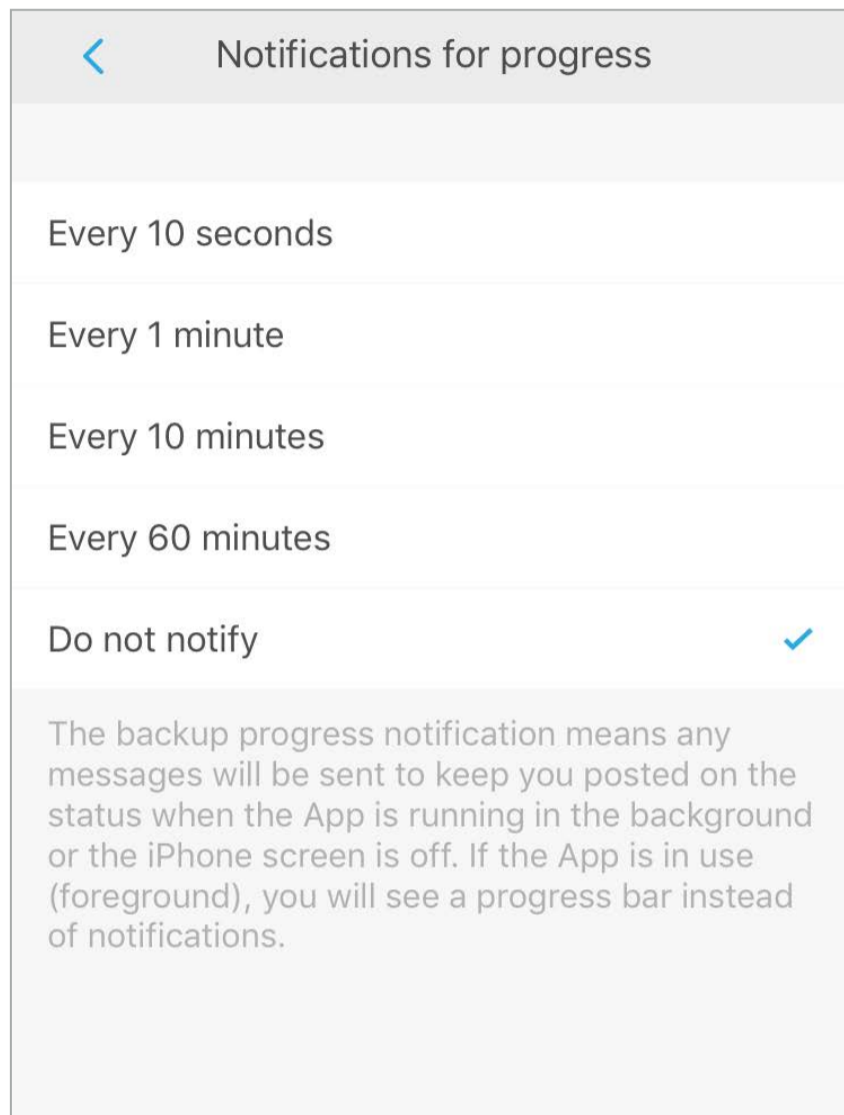 Notifications for progress
Every 10 seconds
Every 1 minute
Every 10 minutes
Every 60 minutes
Do not notify
The backup progress notification means any
messages will be sent to keep you posted on the
status when the App is running in the background
or the iPhone screen is off. If the App is in use
(foreground), you will see a progress bar instead
of notifications.